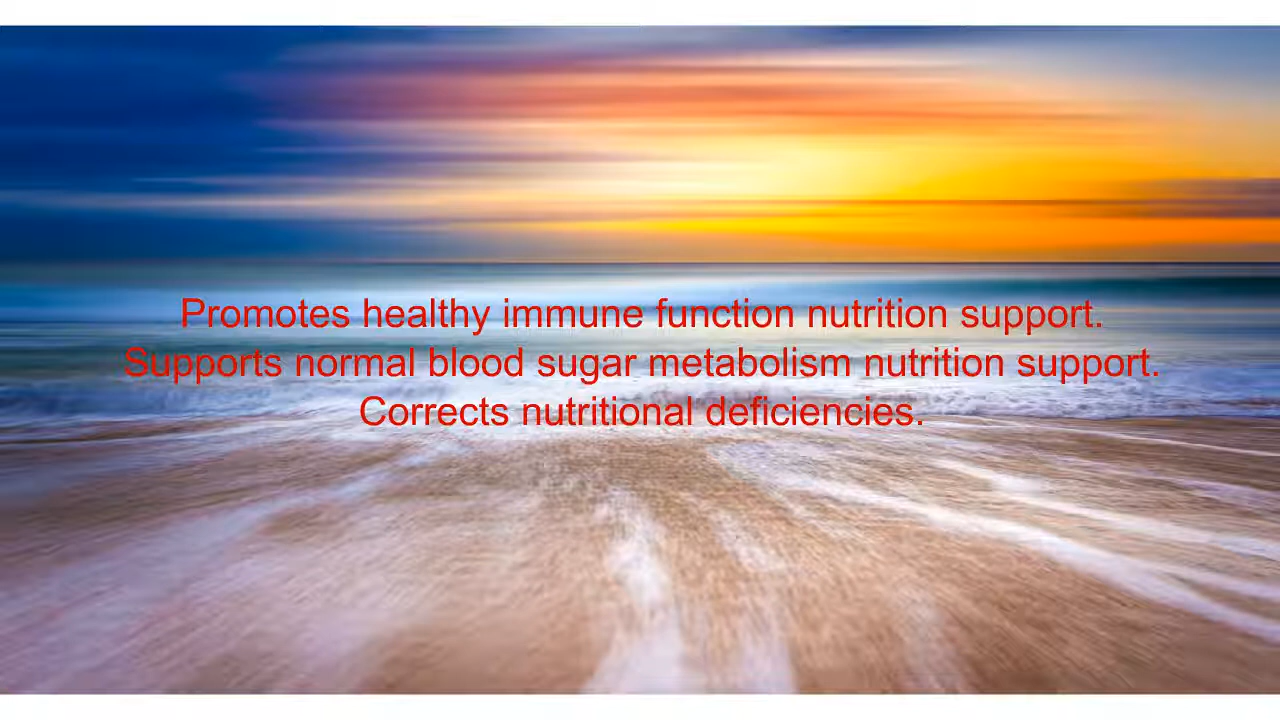 Promotes healthy immune function nutrition support.
Supports normal blood sugar metabolism nutrition support.
Corrects nutritional deficiencies.